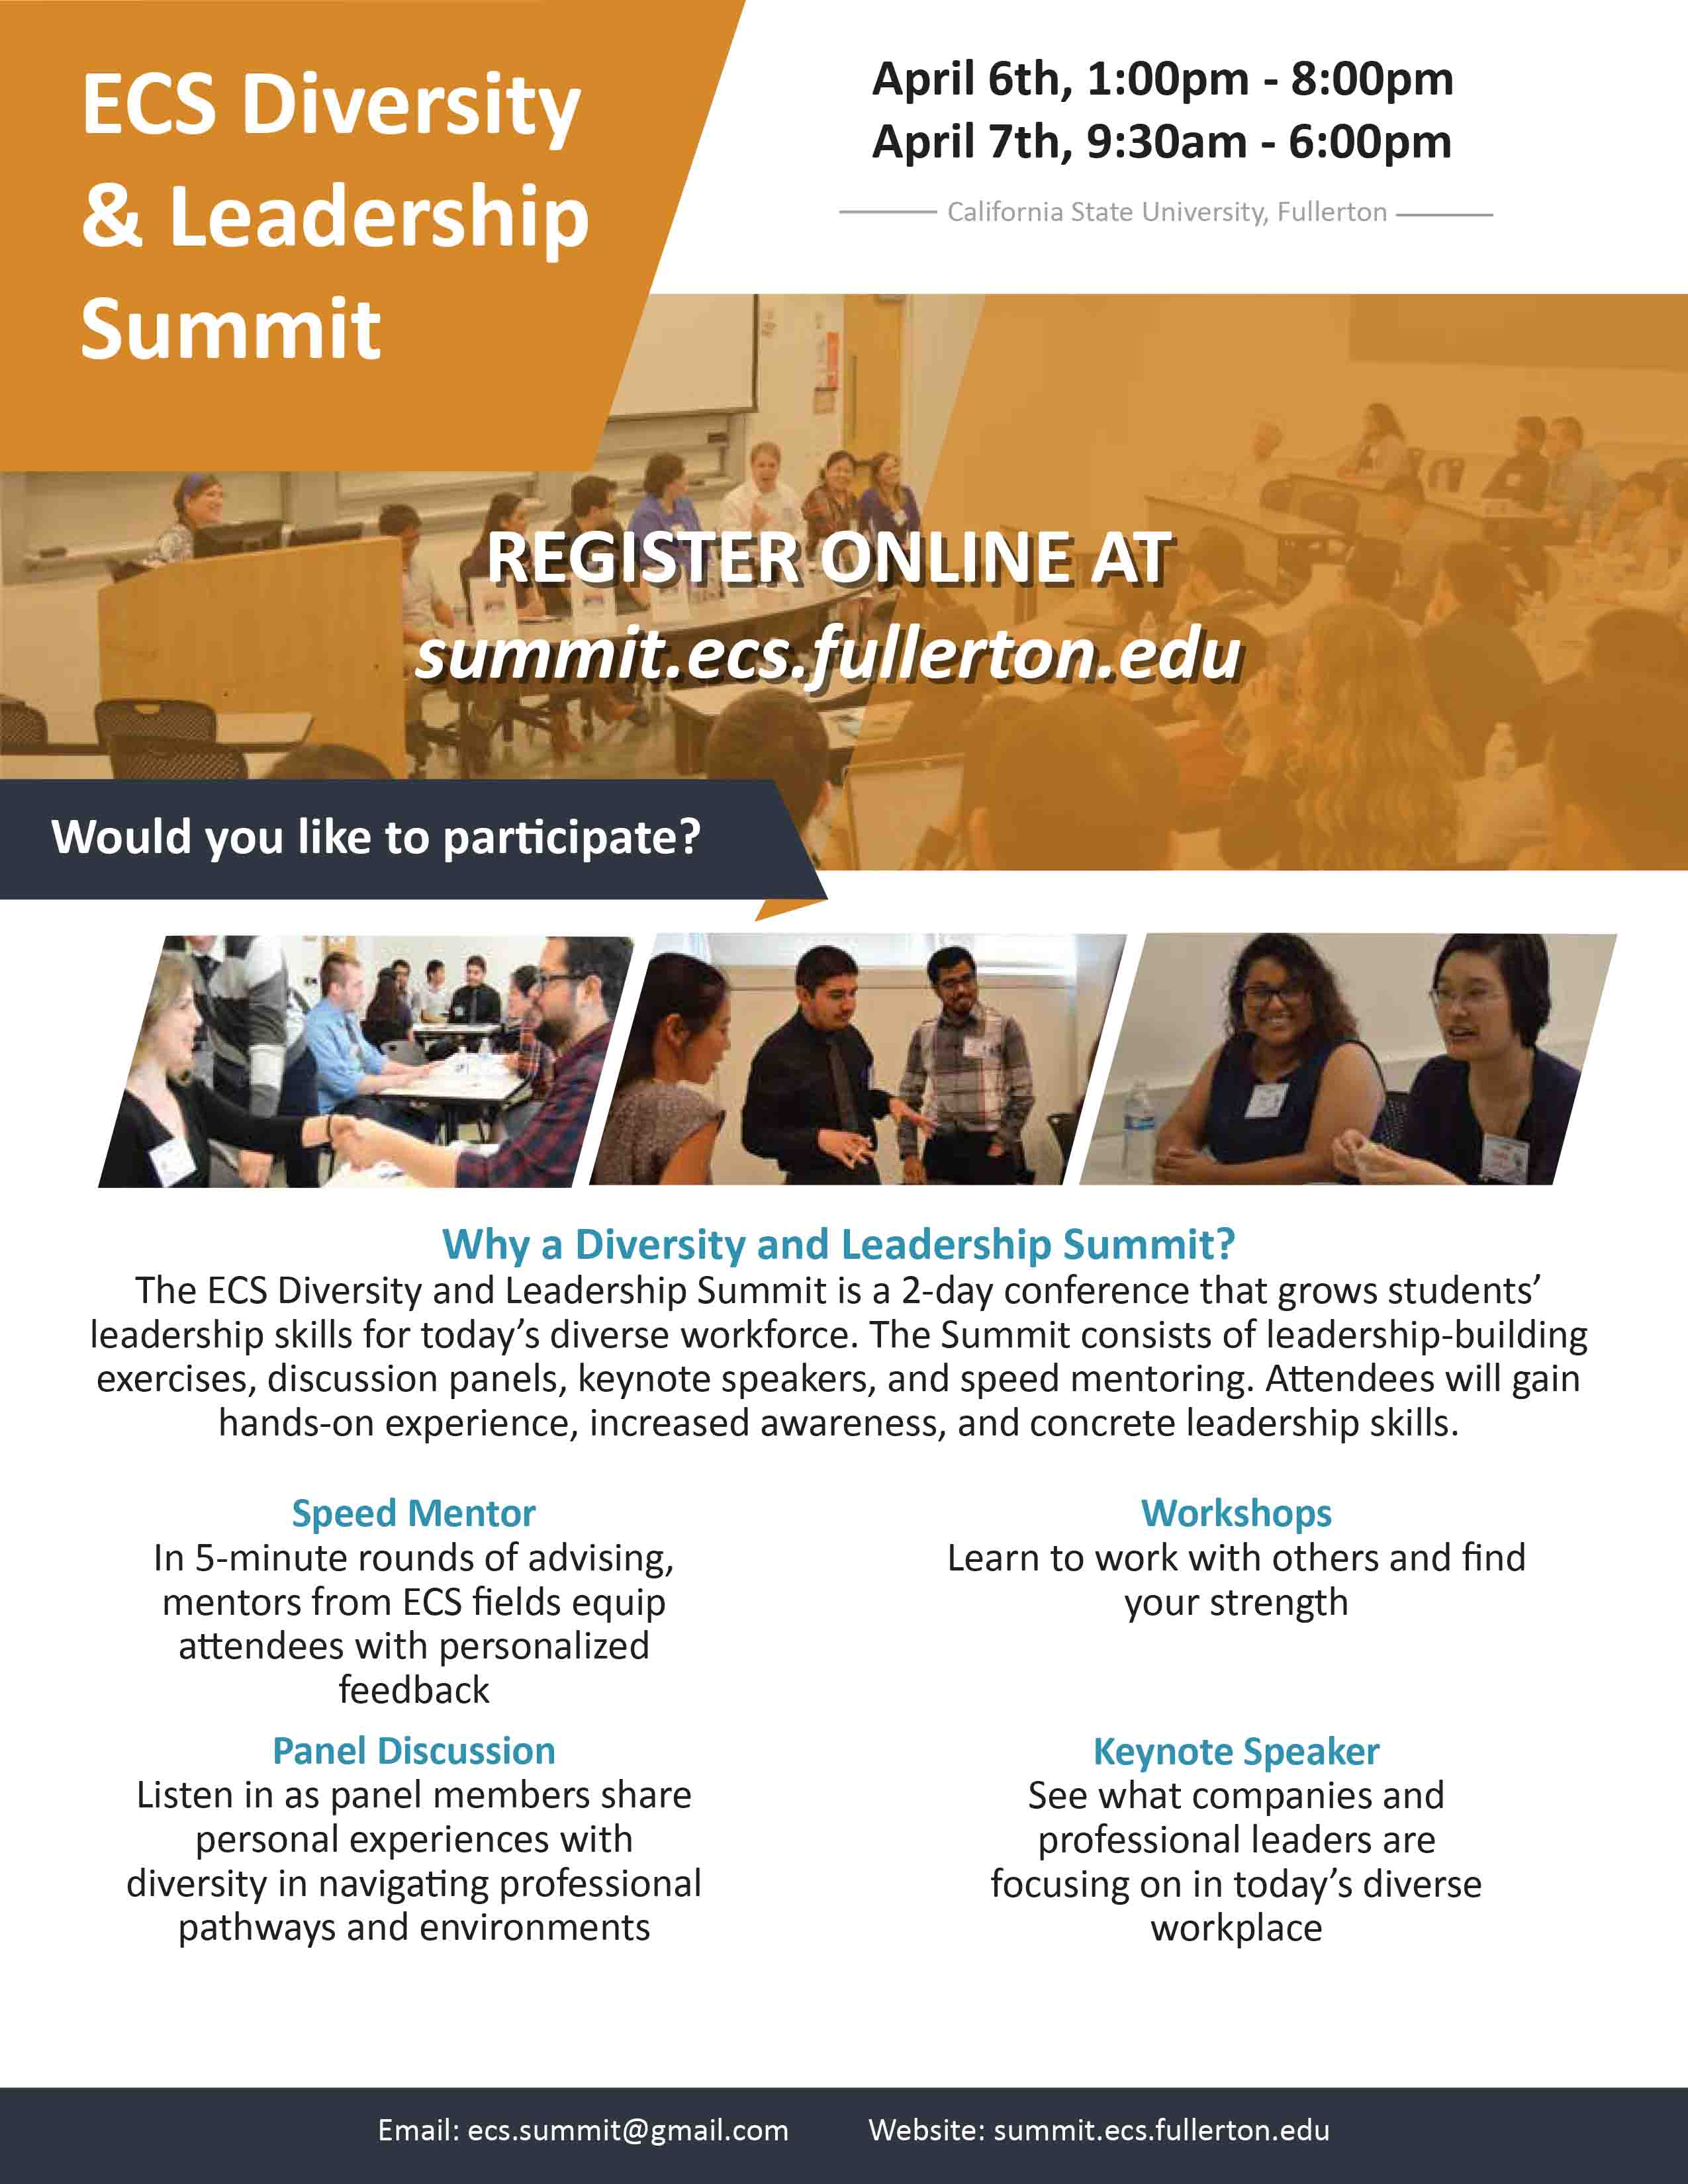 ECS Diversity
& Leadership
Summit
April 6th, 1:00pm - 8:00pm
April 7th, 9:30am - 6:00pm
California State University, Fullerton
REGISTER ONLINE AT
summit.ecs.fullerton.edu
Would you like to participate?
Why a Diversity and Leadership Summit?
The ECS Diversity and Leadership Summit is a 2-day conference that grows students’
leadership skills for today’s diverse workforce. The Summit consists of leadership-building
exercises, discussion panels, keynote speakers, and speed mentoring. Attendees will gain
hands-on experience, increased awareness, and concrete leadership skills.
Speed Mentor
In 5-minute rounds of advising,
mentors from ECS fields equip
attendees with personalized
feedback
Workshops
Learn to work with others and find
your strength
Panel Discussion
Listen in as panel members share
personal experiences with
diversity in navigating professional
pathways and environments
Keynote Speaker
See what companies and
professional leaders are
focusing on in today’s diverse
workplace
Email: ecs.summit@gmail.com Website: summit.ecs.fullerton.edu